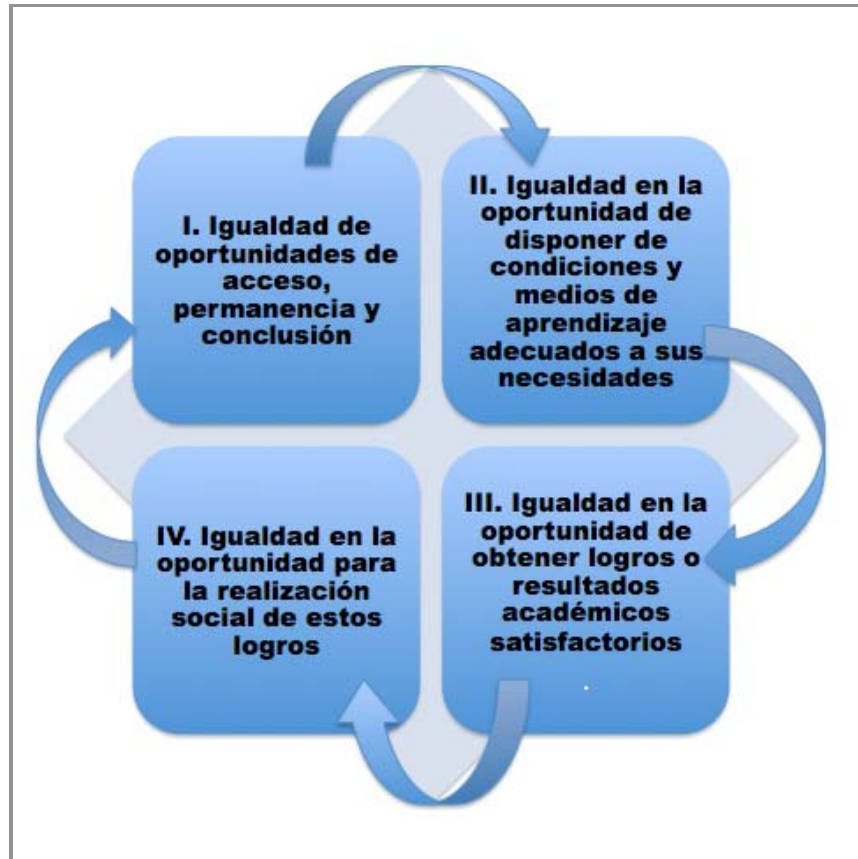 I. Igualdad de
oportunidades de
acceso,
permanencia y
conclusión
II. Igualdad en la
oportunidad de
disponer de
condiciones y
medios de
aprendizaje
adecuados a sus
necesidades
III. Igualdad en la
oportunidad de
obtener logros o
resultados
académicos
satisfactorios
.
IV. Igualdad en la
oportunidad para
la realización
social de estos
logros